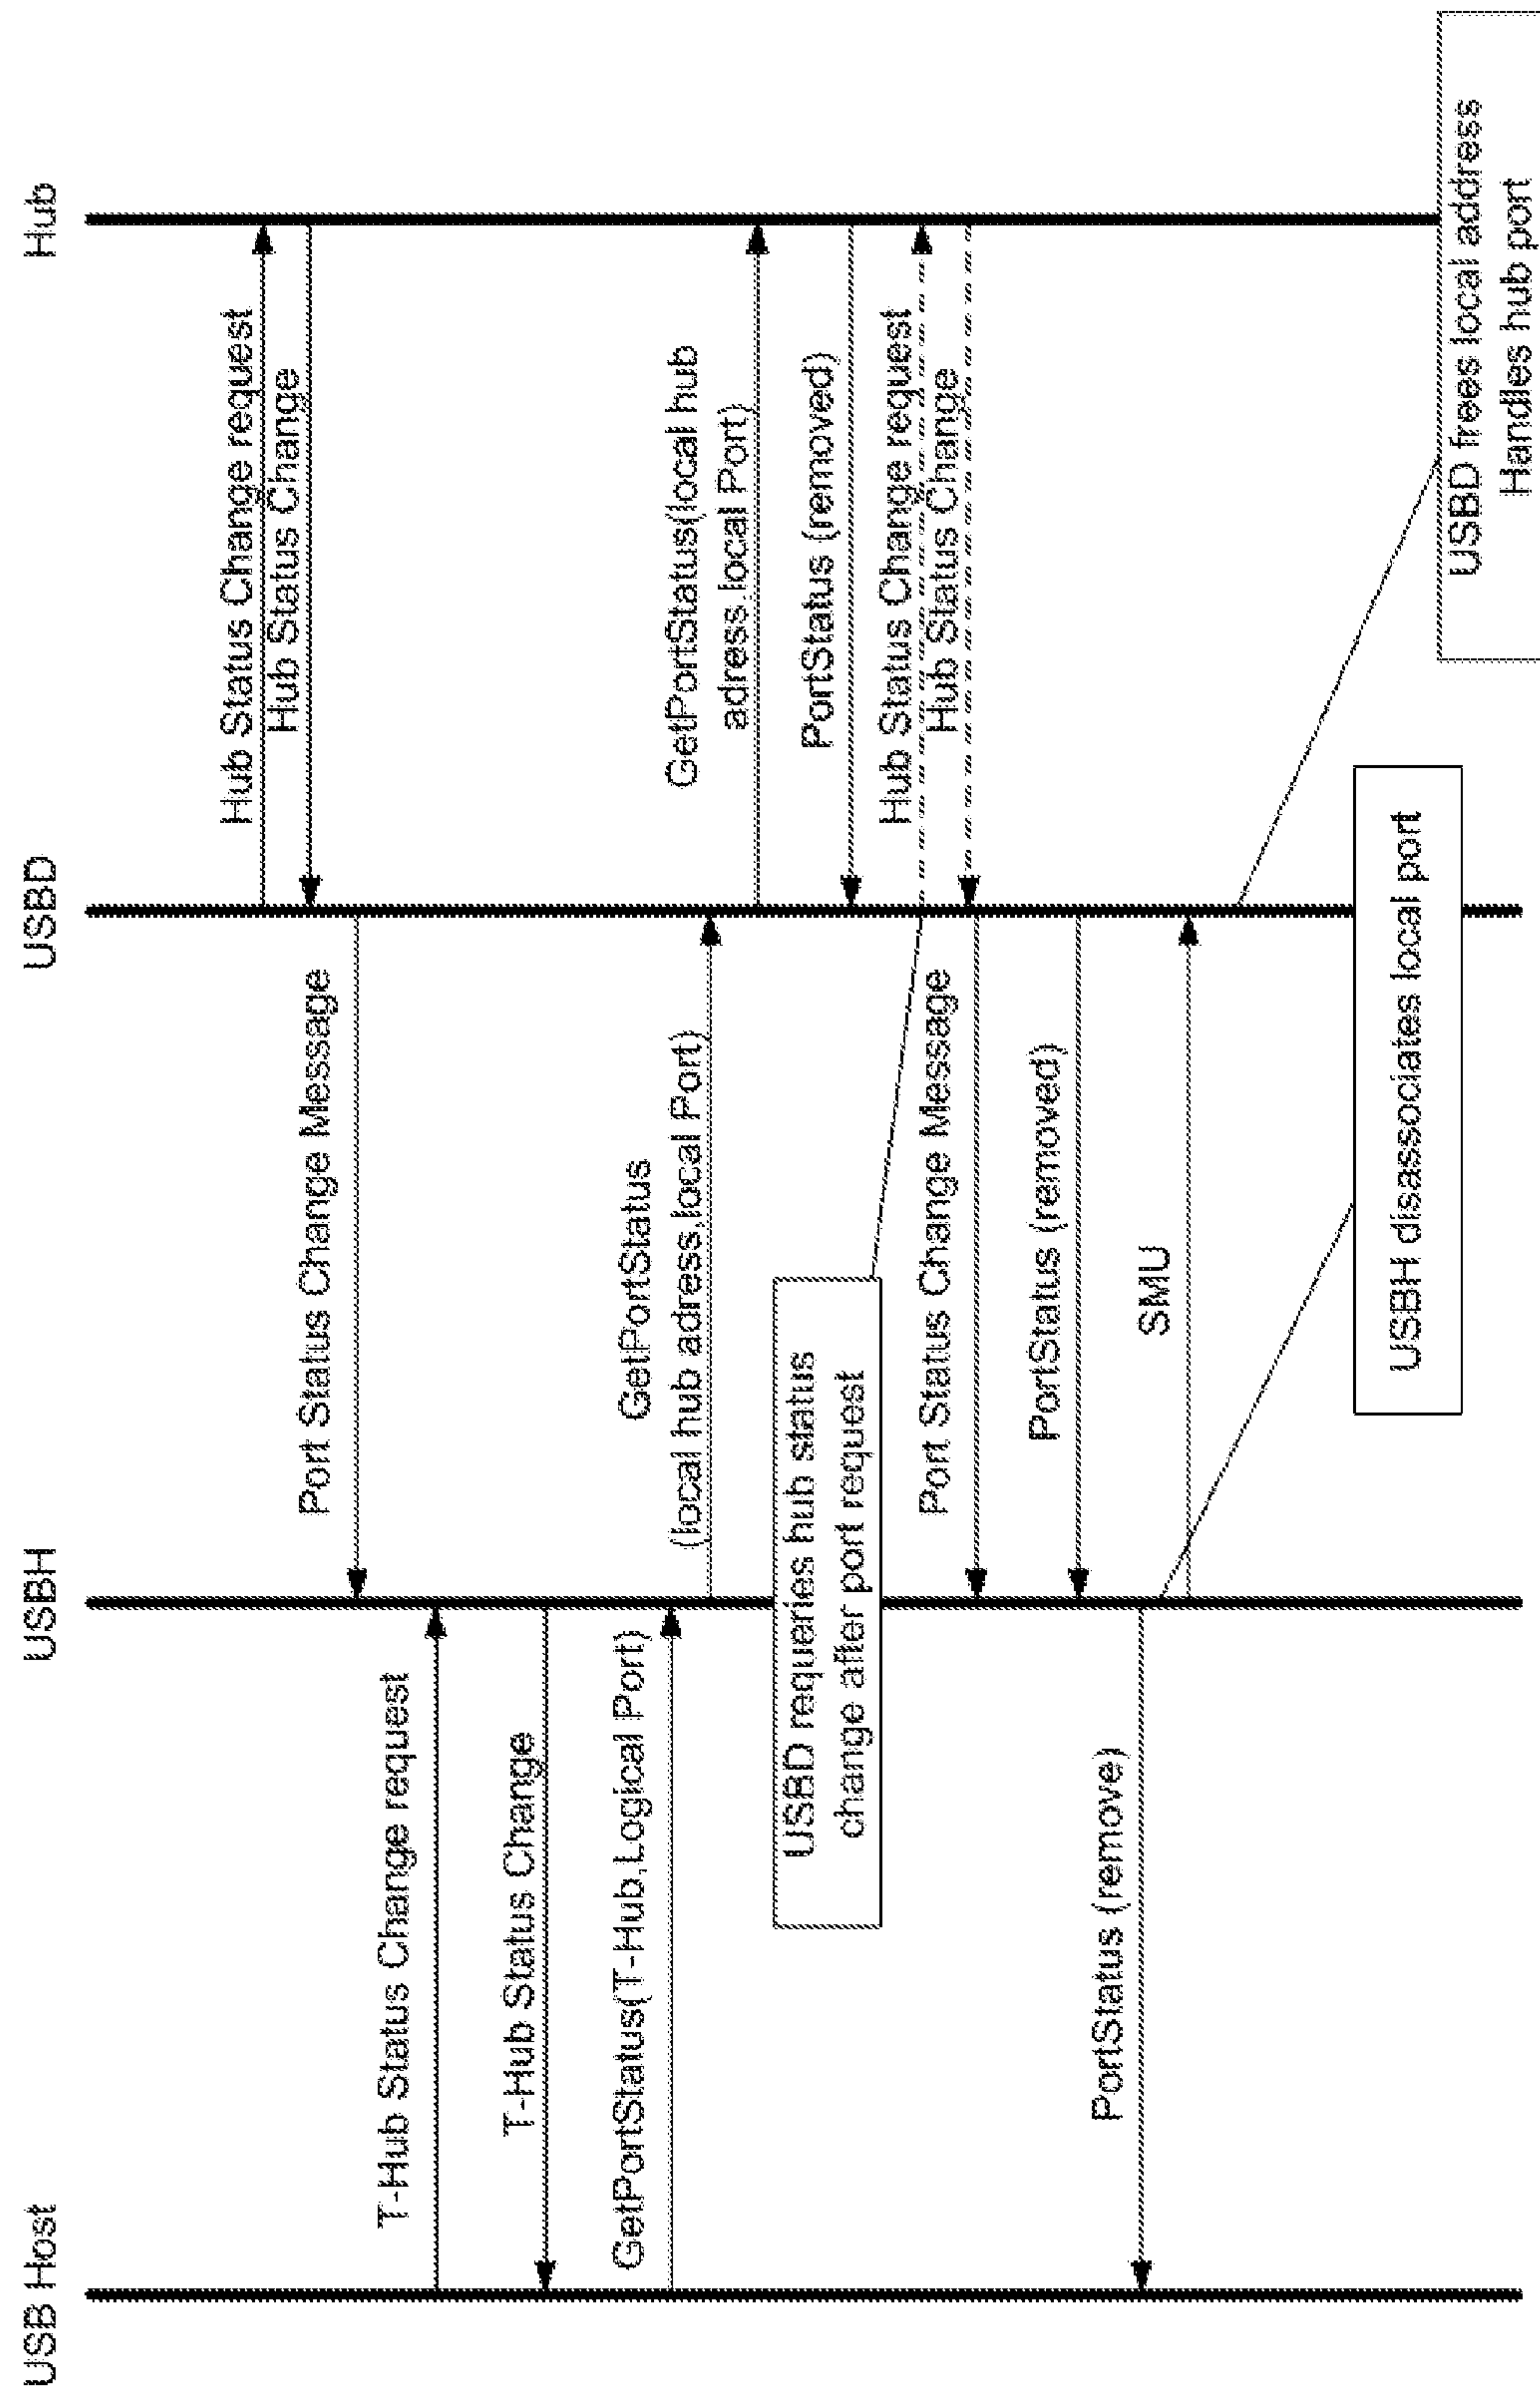 USB Host
USBH
USBD
Hub
Hub Status Change request
Hub Status Change
Port Status Change Message
T-Hub Status Change request
T-Hub Status Change
GetPortStatus(T-Hub,Logical Port)
GetPortStatus
(local hub adress,local Port)
GetPortStatus(local hub
adress,local Port)
PortStatus (removed)
USBD requeries hub status
change after port request
Hub Status Change request
Hub Status Change
Port Status Change Message
PortStatus (removed)
PortStatus (remove)
SMU
USBH disassociates local port
USBD frees local address
Handles hub port